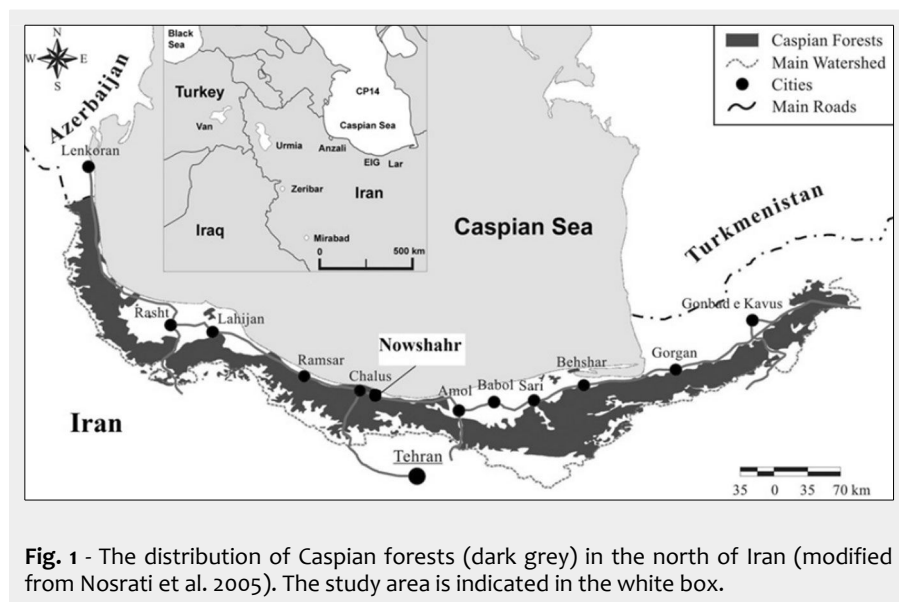 N
W E
S
Azerbaijan
Lenkoran
Black
Sea
Turkey
Van
Urmia
CP14
Caspian Sea
Anzali
EIG Lar
Zeribar
Iran
Iraq
Mirabad
0 500 km
Caspian Forests
Main Watershed
Cities
Main Roads
Caspian Sea
Turkmenistan
Rasht
Lahijan
Ramsar
Chalus
Nowshahr
Amol
Babol
Sari
Behshar
Gorgan
Gonbad e Kavus
Iran
Tehran
35 0 35 70 km
Fig. 1 - The distribution of Caspian forests (dark grey) in the north of Iran (modified
from Nosrati et al. 2005). The study area is indicated in the white box.